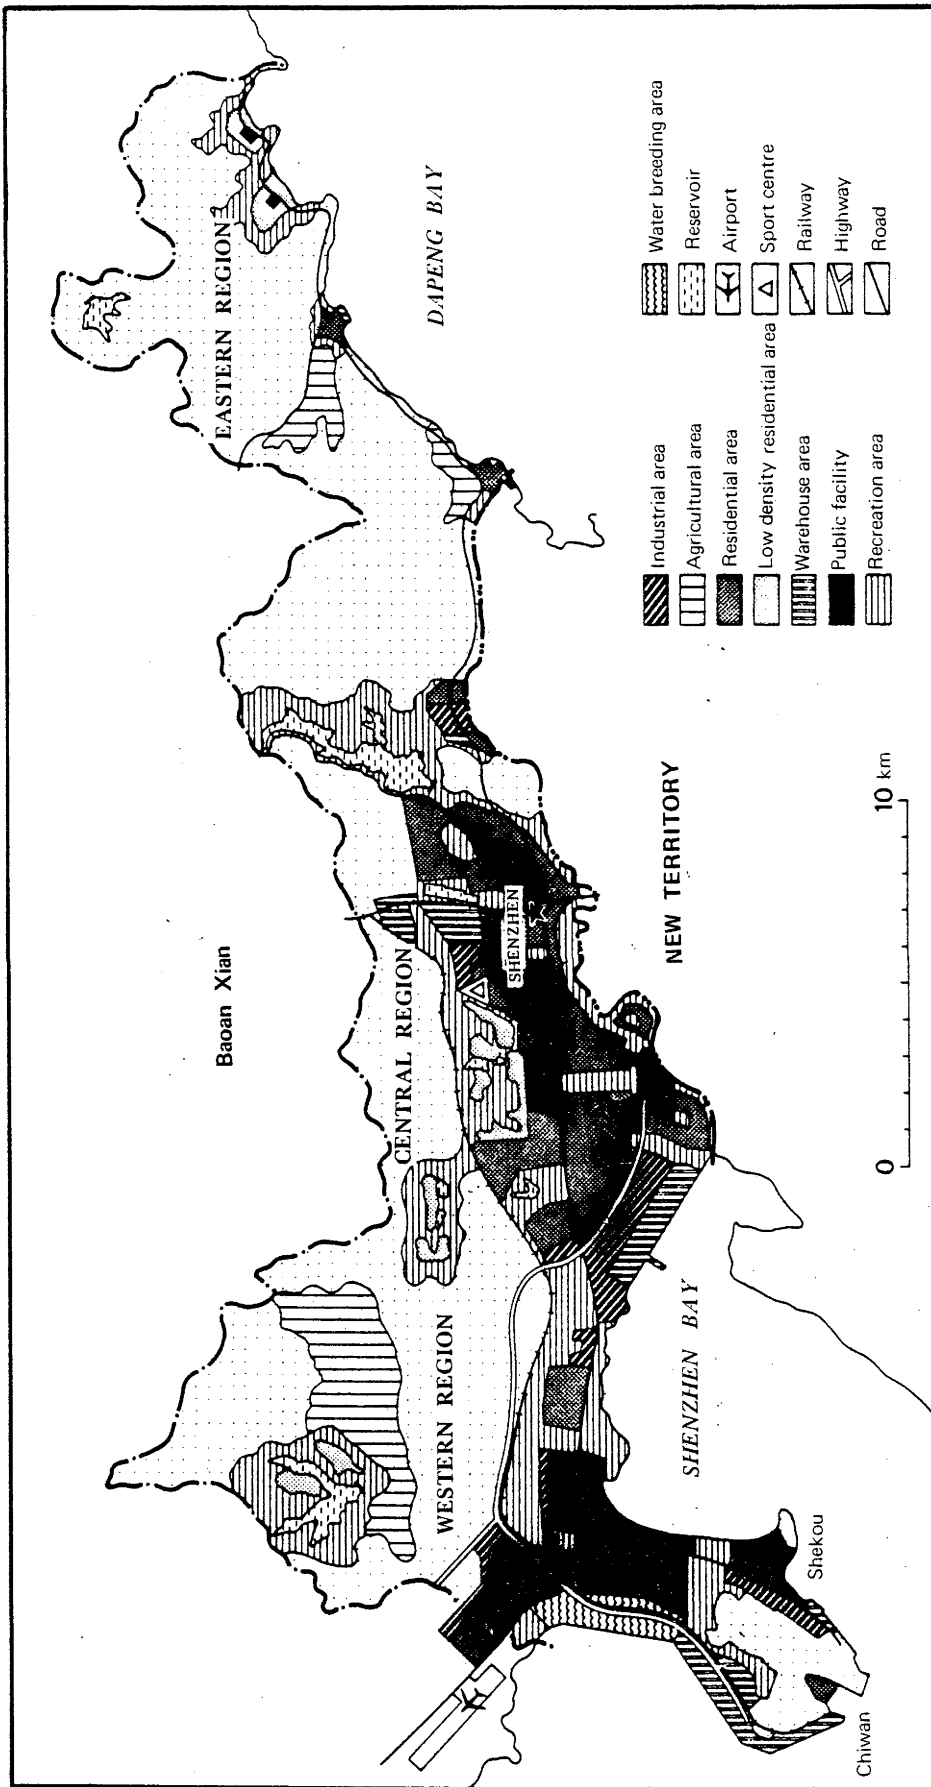 Baoan Xian
EASTERN REGION
CENTRAL REGION
WESTERN REGION
SHENZHEN
DAPENG BAY
NEW TERRITORY
SHENZHEN BAY
Shekou
Chiwan
0
10 km
Industrial area
Agricultural area
Residential area
Low density residential area
Warehouse area
Public facility
Recreation area
Water breeding area
Reservoir
Airport
Sport centre
Railway
Highway
Road